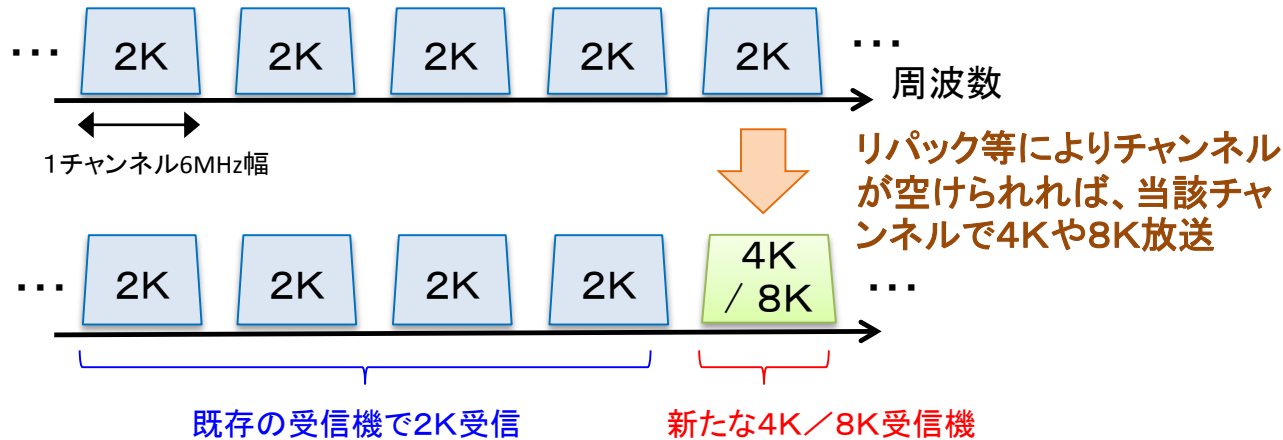 … 2K 2K 2K 2K 2K …
周波数
1チャンネル6MHz幅
リパック等によりチャンネル
が空けられれば、当該チャ
ンネルで4Kや8K放送
… 2K 2K 2K 2K 4K …
/ 8K
既存の受信機で2K受信
新たな4K/8K受信機